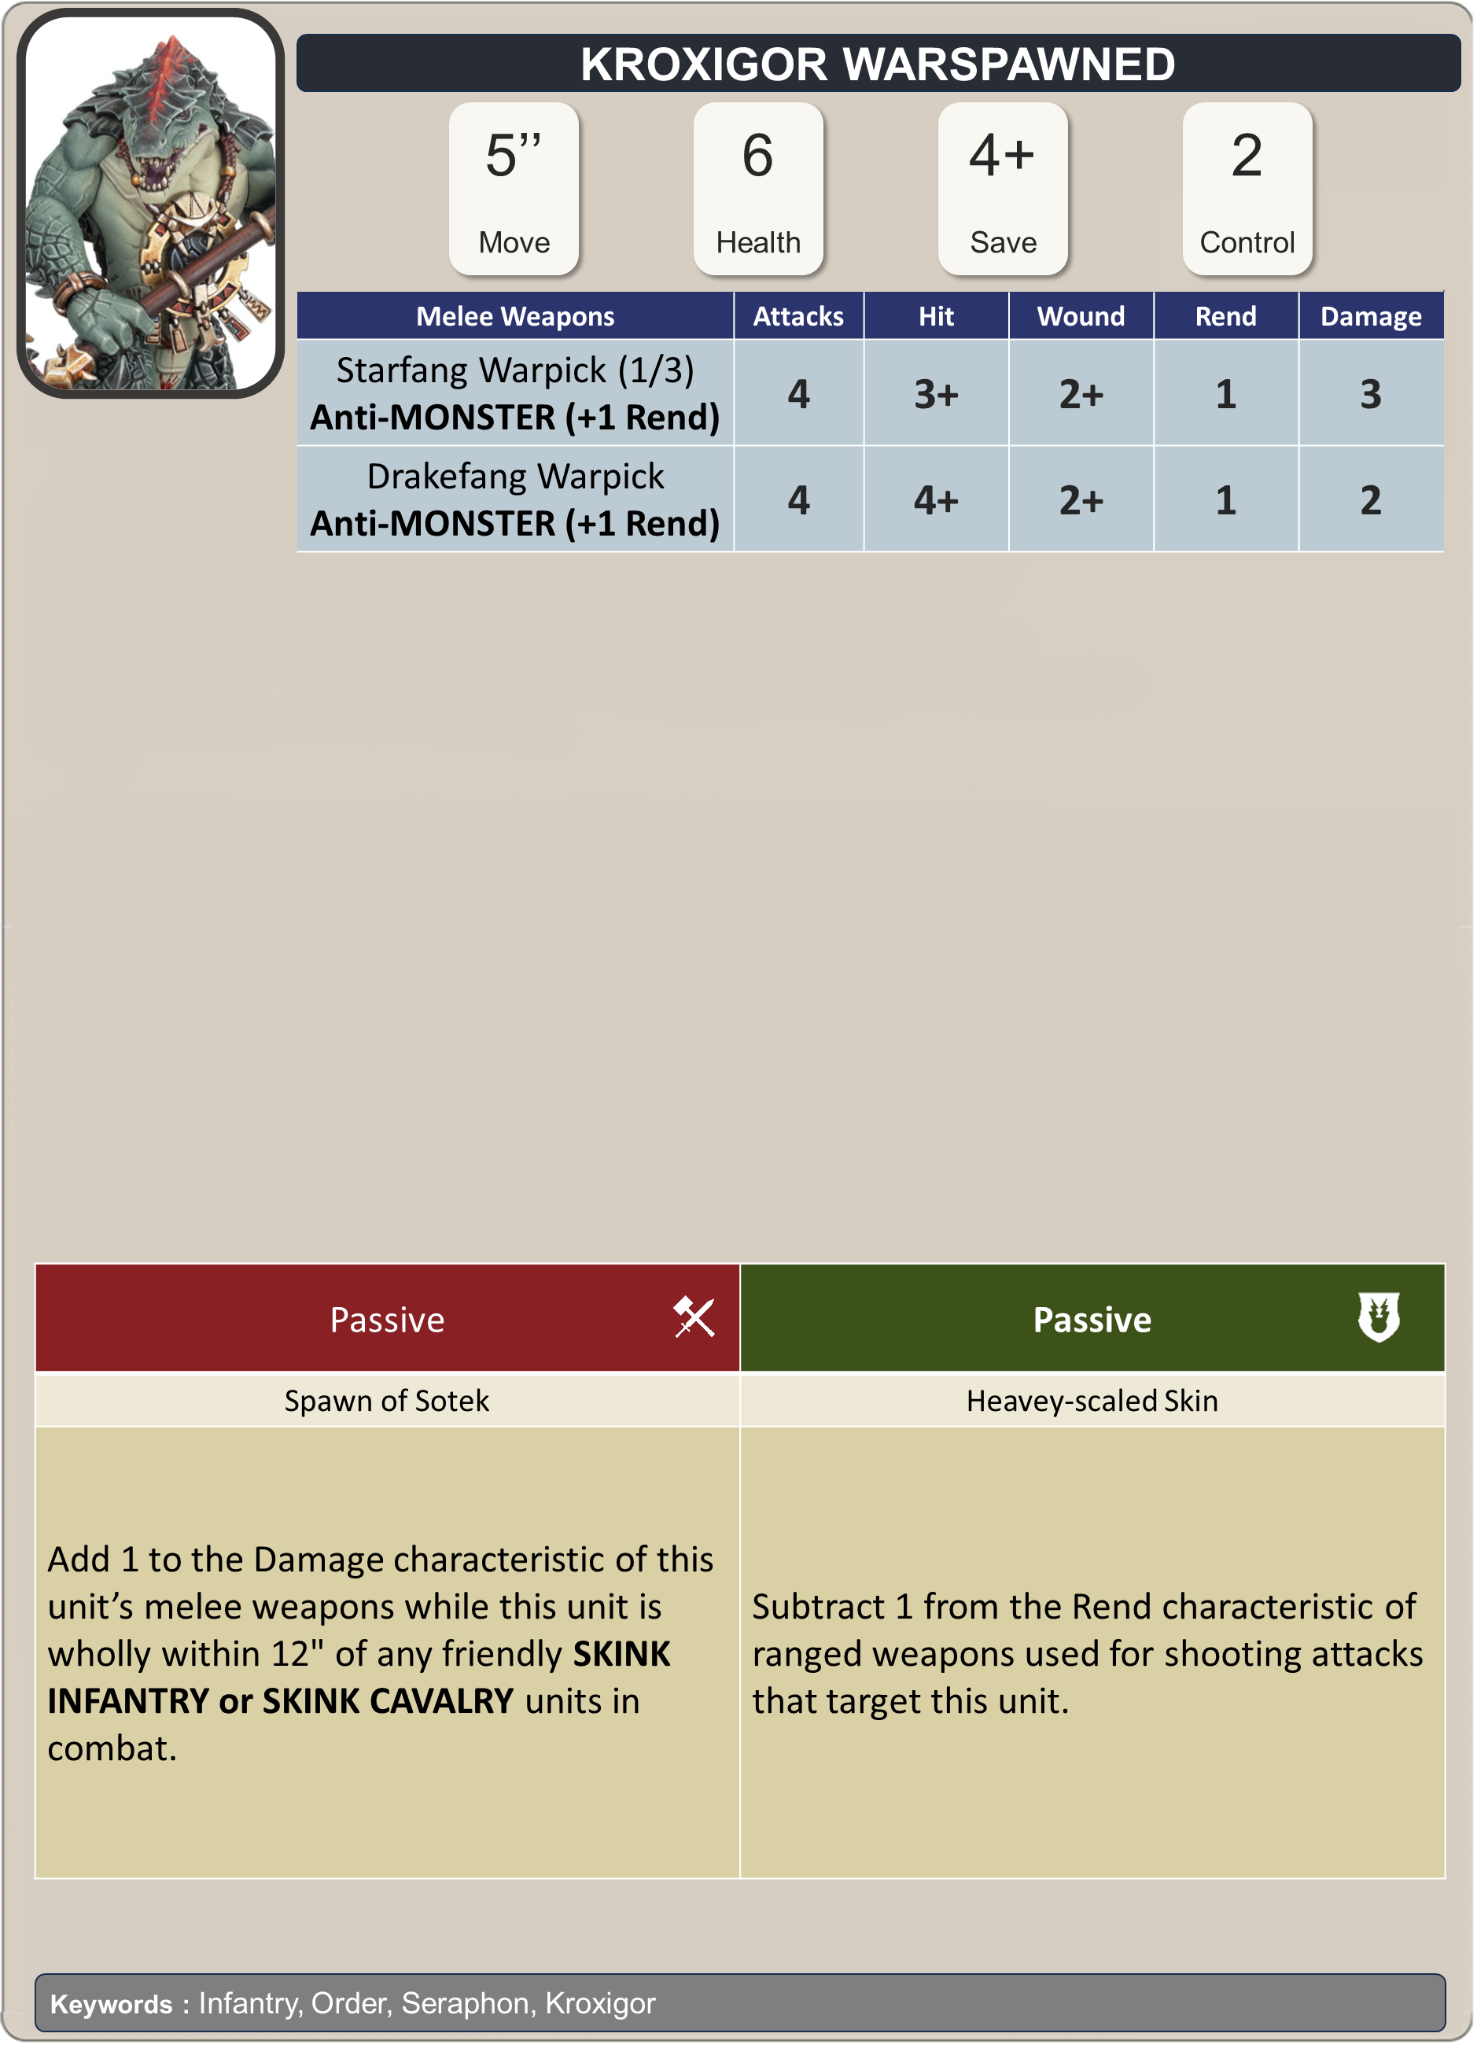 KROXIGOR WARSPAWNED
5’’
Move
6
Health
4+
Save
2
Control
Melee Weapons Attacks Hit Wound Rend Damage
Starfang Warpick (1/3)
Anti-MONSTER (+1 Rend)
4 3+ 2+ 1 3
Drakefang Warpick
Anti-MONSTER (+1 Rend)
4 4+ 2+ 1 2
Passive
Spawn of Sotek
Add 1 to the Damage characteristic of this
unit’s melee weapons while this unit is
wholly within 12" of any friendly SKINK
INFANTRY or SKINK CAVALRY units in
combat.
Passive
Heavey-scaled Skin
Subtract 1 from the Rend characteristic of
ranged weapons used for shooting attacks
that target this unit.
Keywords : Infantry, Order, Seraphon, Kroxigor